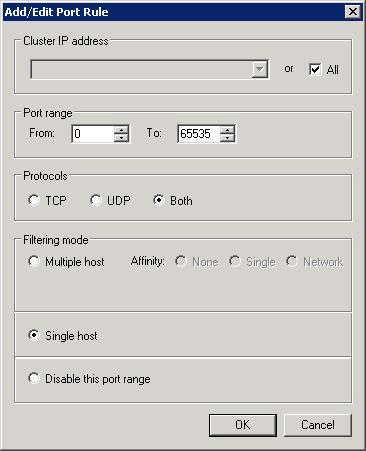 Add/Edit Port Rule
Cluster IP address
or All
Port range
From: 0 To: 65535
Protocols
TCP UDP Both
Filtering mode
Multiple host Affinity: None Single Network
Single host
Disable this port range
OK Cancel